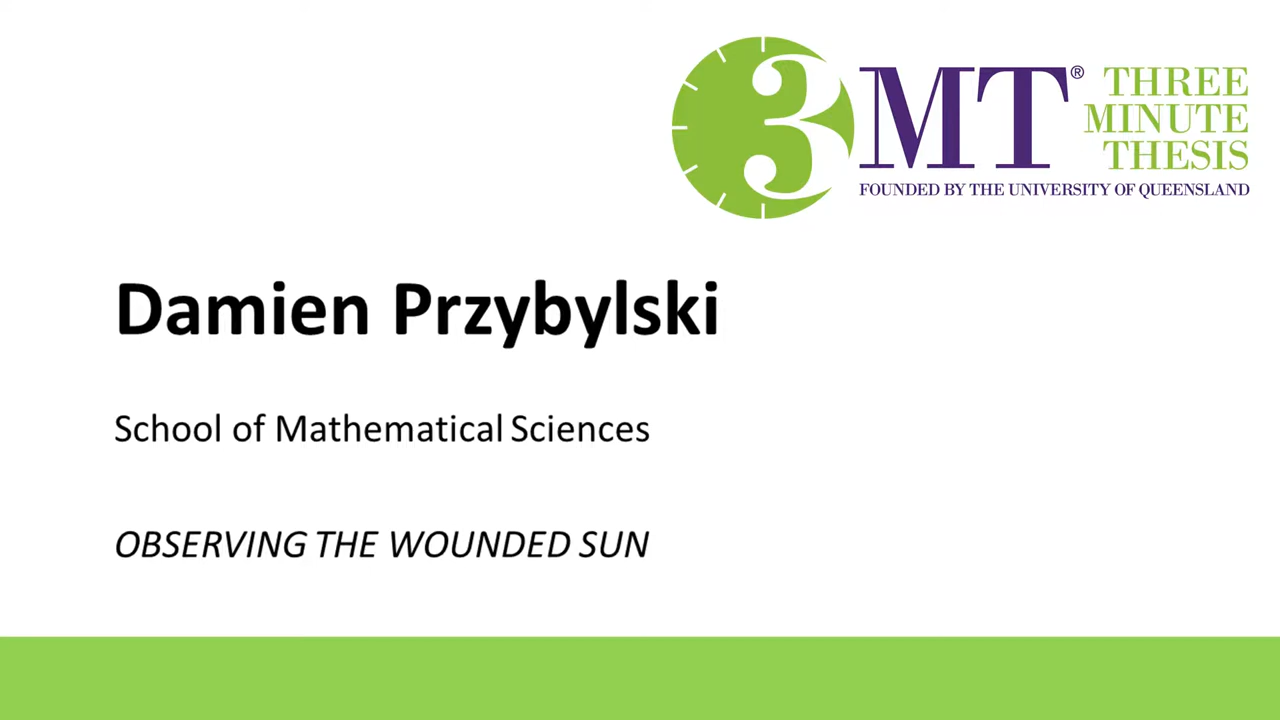 3MT® THREE
MINUTE
THESIS
FOUNDED BY THE UNIVERSITY OF QUEENSLAND
Damien Przybylski
School of Mathematical Sciences
OBSERVING THE WOUNDED SUN